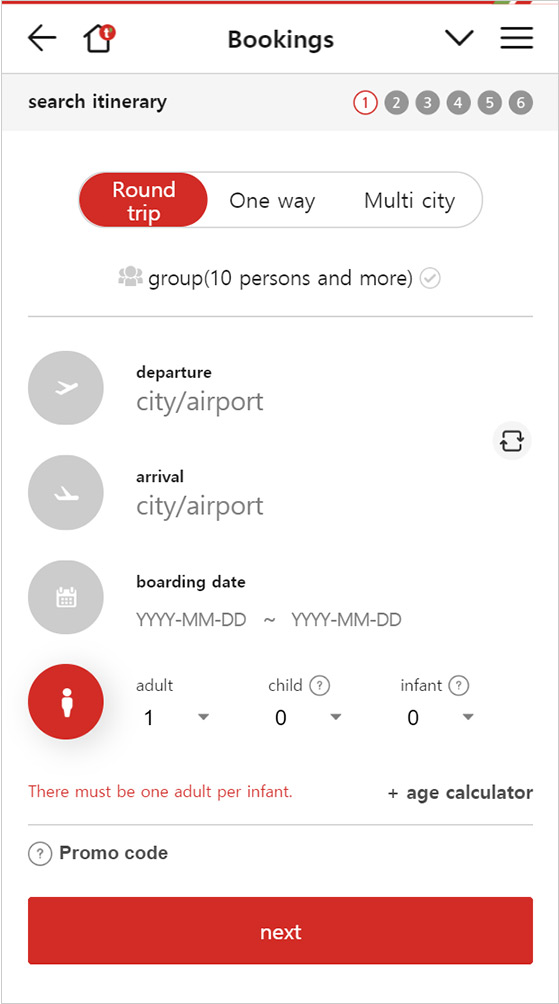 t
Bookings
search itinerary
1 2 3 4 5 6
Round
trip
One way
Multi city
group(10 persons and more)
departure
city/airport
arrival
city/airport
boarding date
YYYY-MM-DD ~ YYYY-MM-DD
adult
child ?
infant ?
1
0
0
There must be one adult per infant.
+ age calculator
? Promo code
next